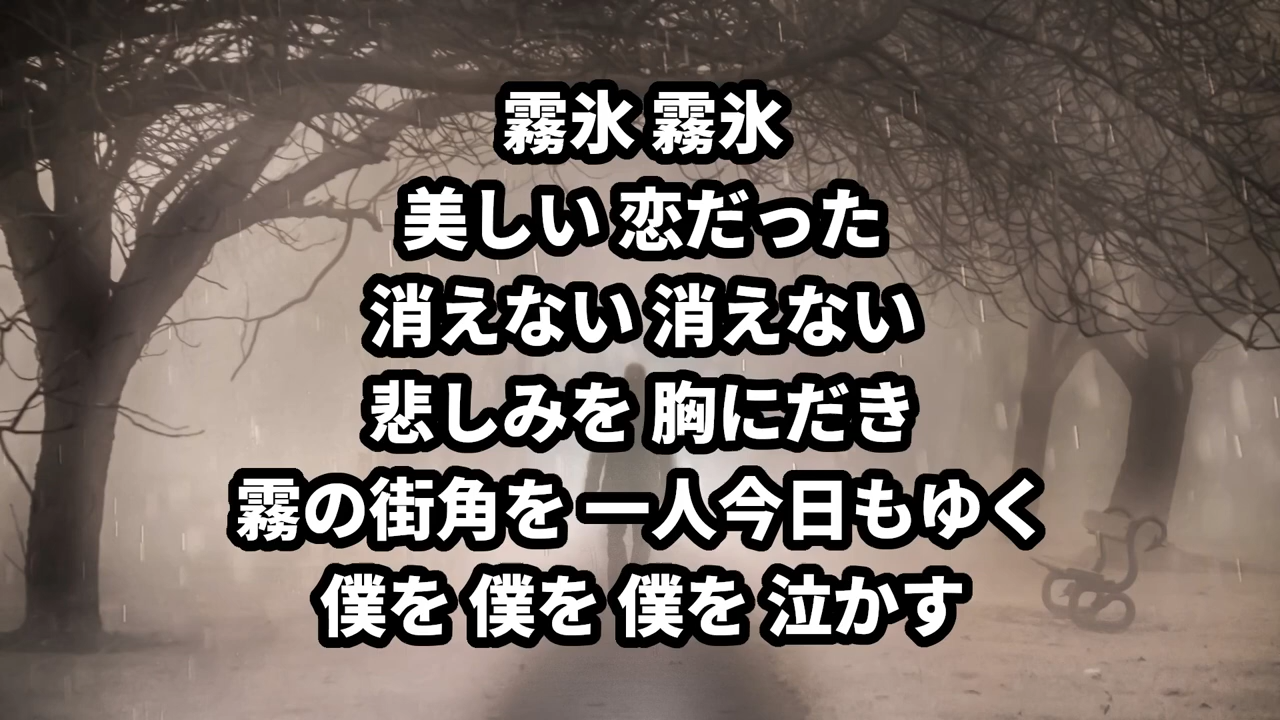 霧氷 霧氷
美しい 恋だった
消えない 消えない
悲しみを 胸にだき
霧の街角を 一人今日もゆく
僕を 僕を 僕を 泣かす